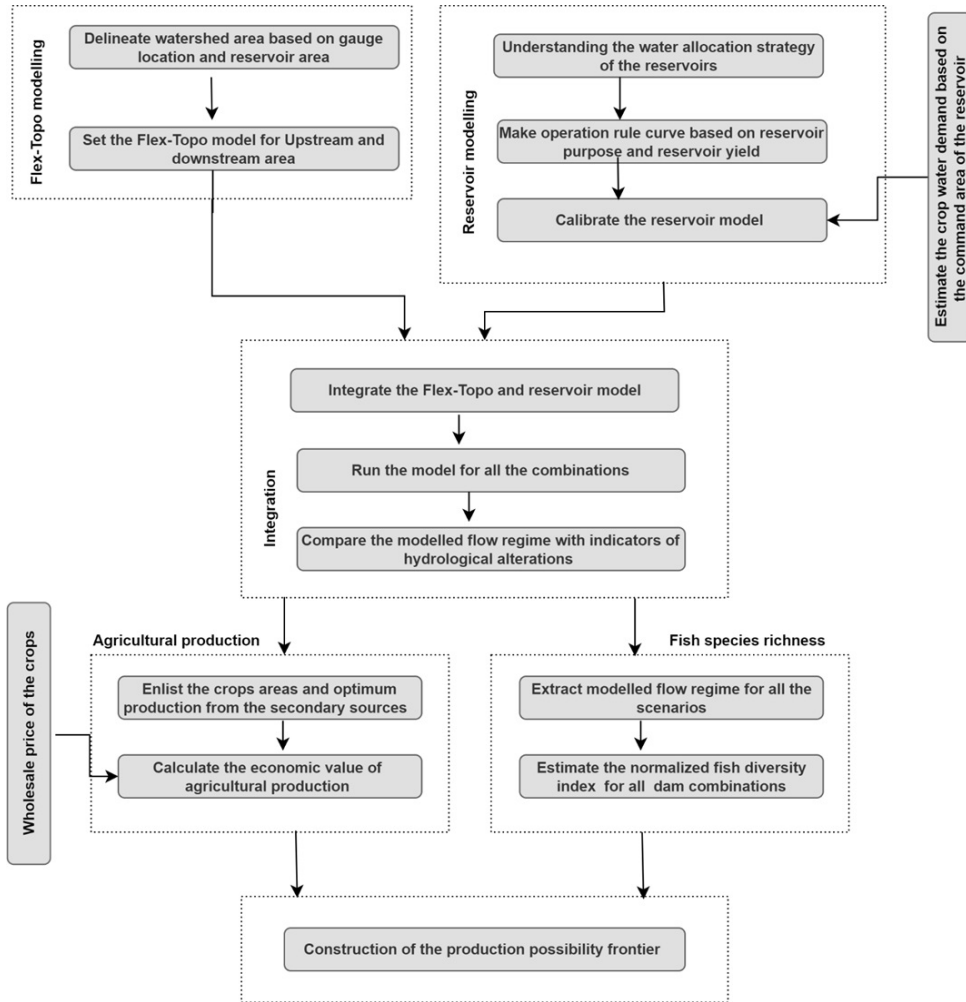 Flex-Topo modelling
Delineate watershed area based on gauge
location and reservoir area
Set the Flex-Topo model for Upstream and
downstream area
Reservoir modelling
Understanding the water allocation strategy
of the reservoirs
Make operation rule curve based on reservoir
purpose and reservoir yield
Calibrate the reservoir model
Estimate the crop water demand based on
the command area of the reservoir
Integration
Integrate the Flex-Topo and reservoir model
Run the model for all the combinations
Compare the modelled flow regime with indicators of
hydrological alterations
Wholesale price of the crops
Agricultural production
Enlist the crops areas and optimum
production from the secondary sources
Calculate the economic value of
agricultural production
Fish species richness
Extract modelled flow regime for all the
scenarios
Estimate the normalized fish diversity
index for all dam combinations
Construction of the production possibility frontier